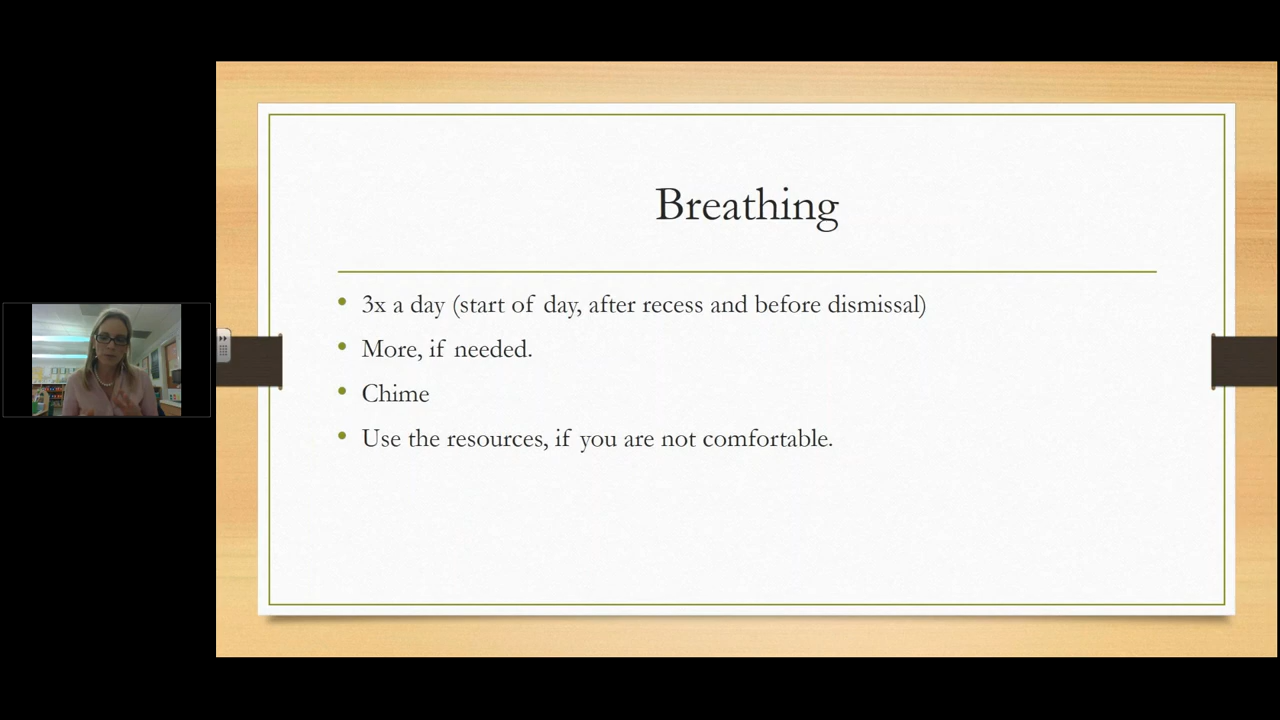 Breathing
3x a day (start of day, after recess and before dismissal)
More, if needed.
Chime
Use the resources, if you are not comfortable.